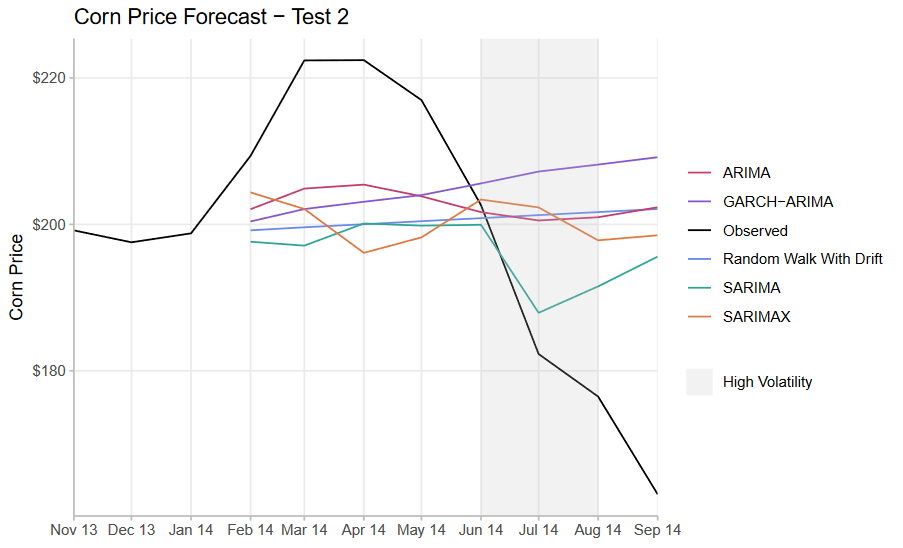 Corn Price Forecast − Test 2
Corn Price
$220
$200
$180
Nov 13 Dec 13 Jan 14 Feb 14 Mar 14 Apr 14 May 14 Jun 14 Jul 14 Aug 14 Sep 14
ARIMA
GARCH−ARIMA
Observed
Random Walk With Drift
SARIMA
SARIMAX
High Volatility